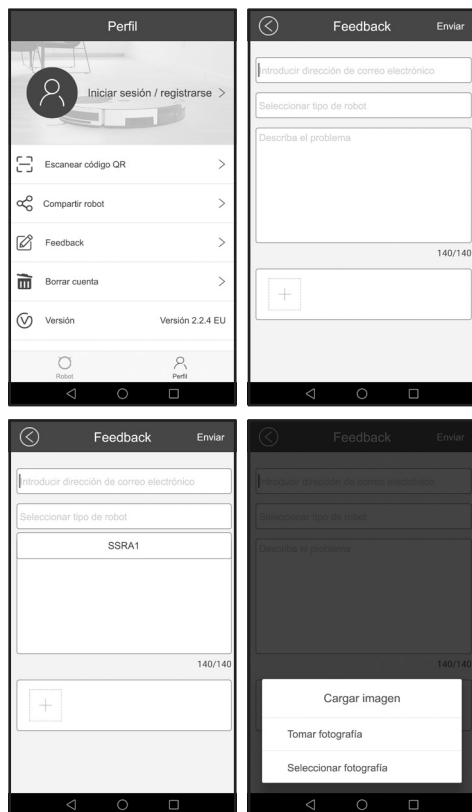 Perfil
Iniciar sesión / registrarse >
Escanear código QR
Compartir robot
Feedback
Borrar cuenta
Versión Versión 2.2.4 EU
Robot Perfil
Feedback Enviar
Introducir dirección de correo electrónico
Seleccionar tipo de robot
Describa el problema
140/140
Feedback Enviar
Introducir dirección de correo electrónico
Seleccionar tipo de robot
SSRA1
140/140
Feedback Enviar
Introducir dirección de correo electrónico
Seleccionar tipo de robot
Describa el problema
140/140
Cargar imagen
Tomar fotografía
Seleccionar fotografía